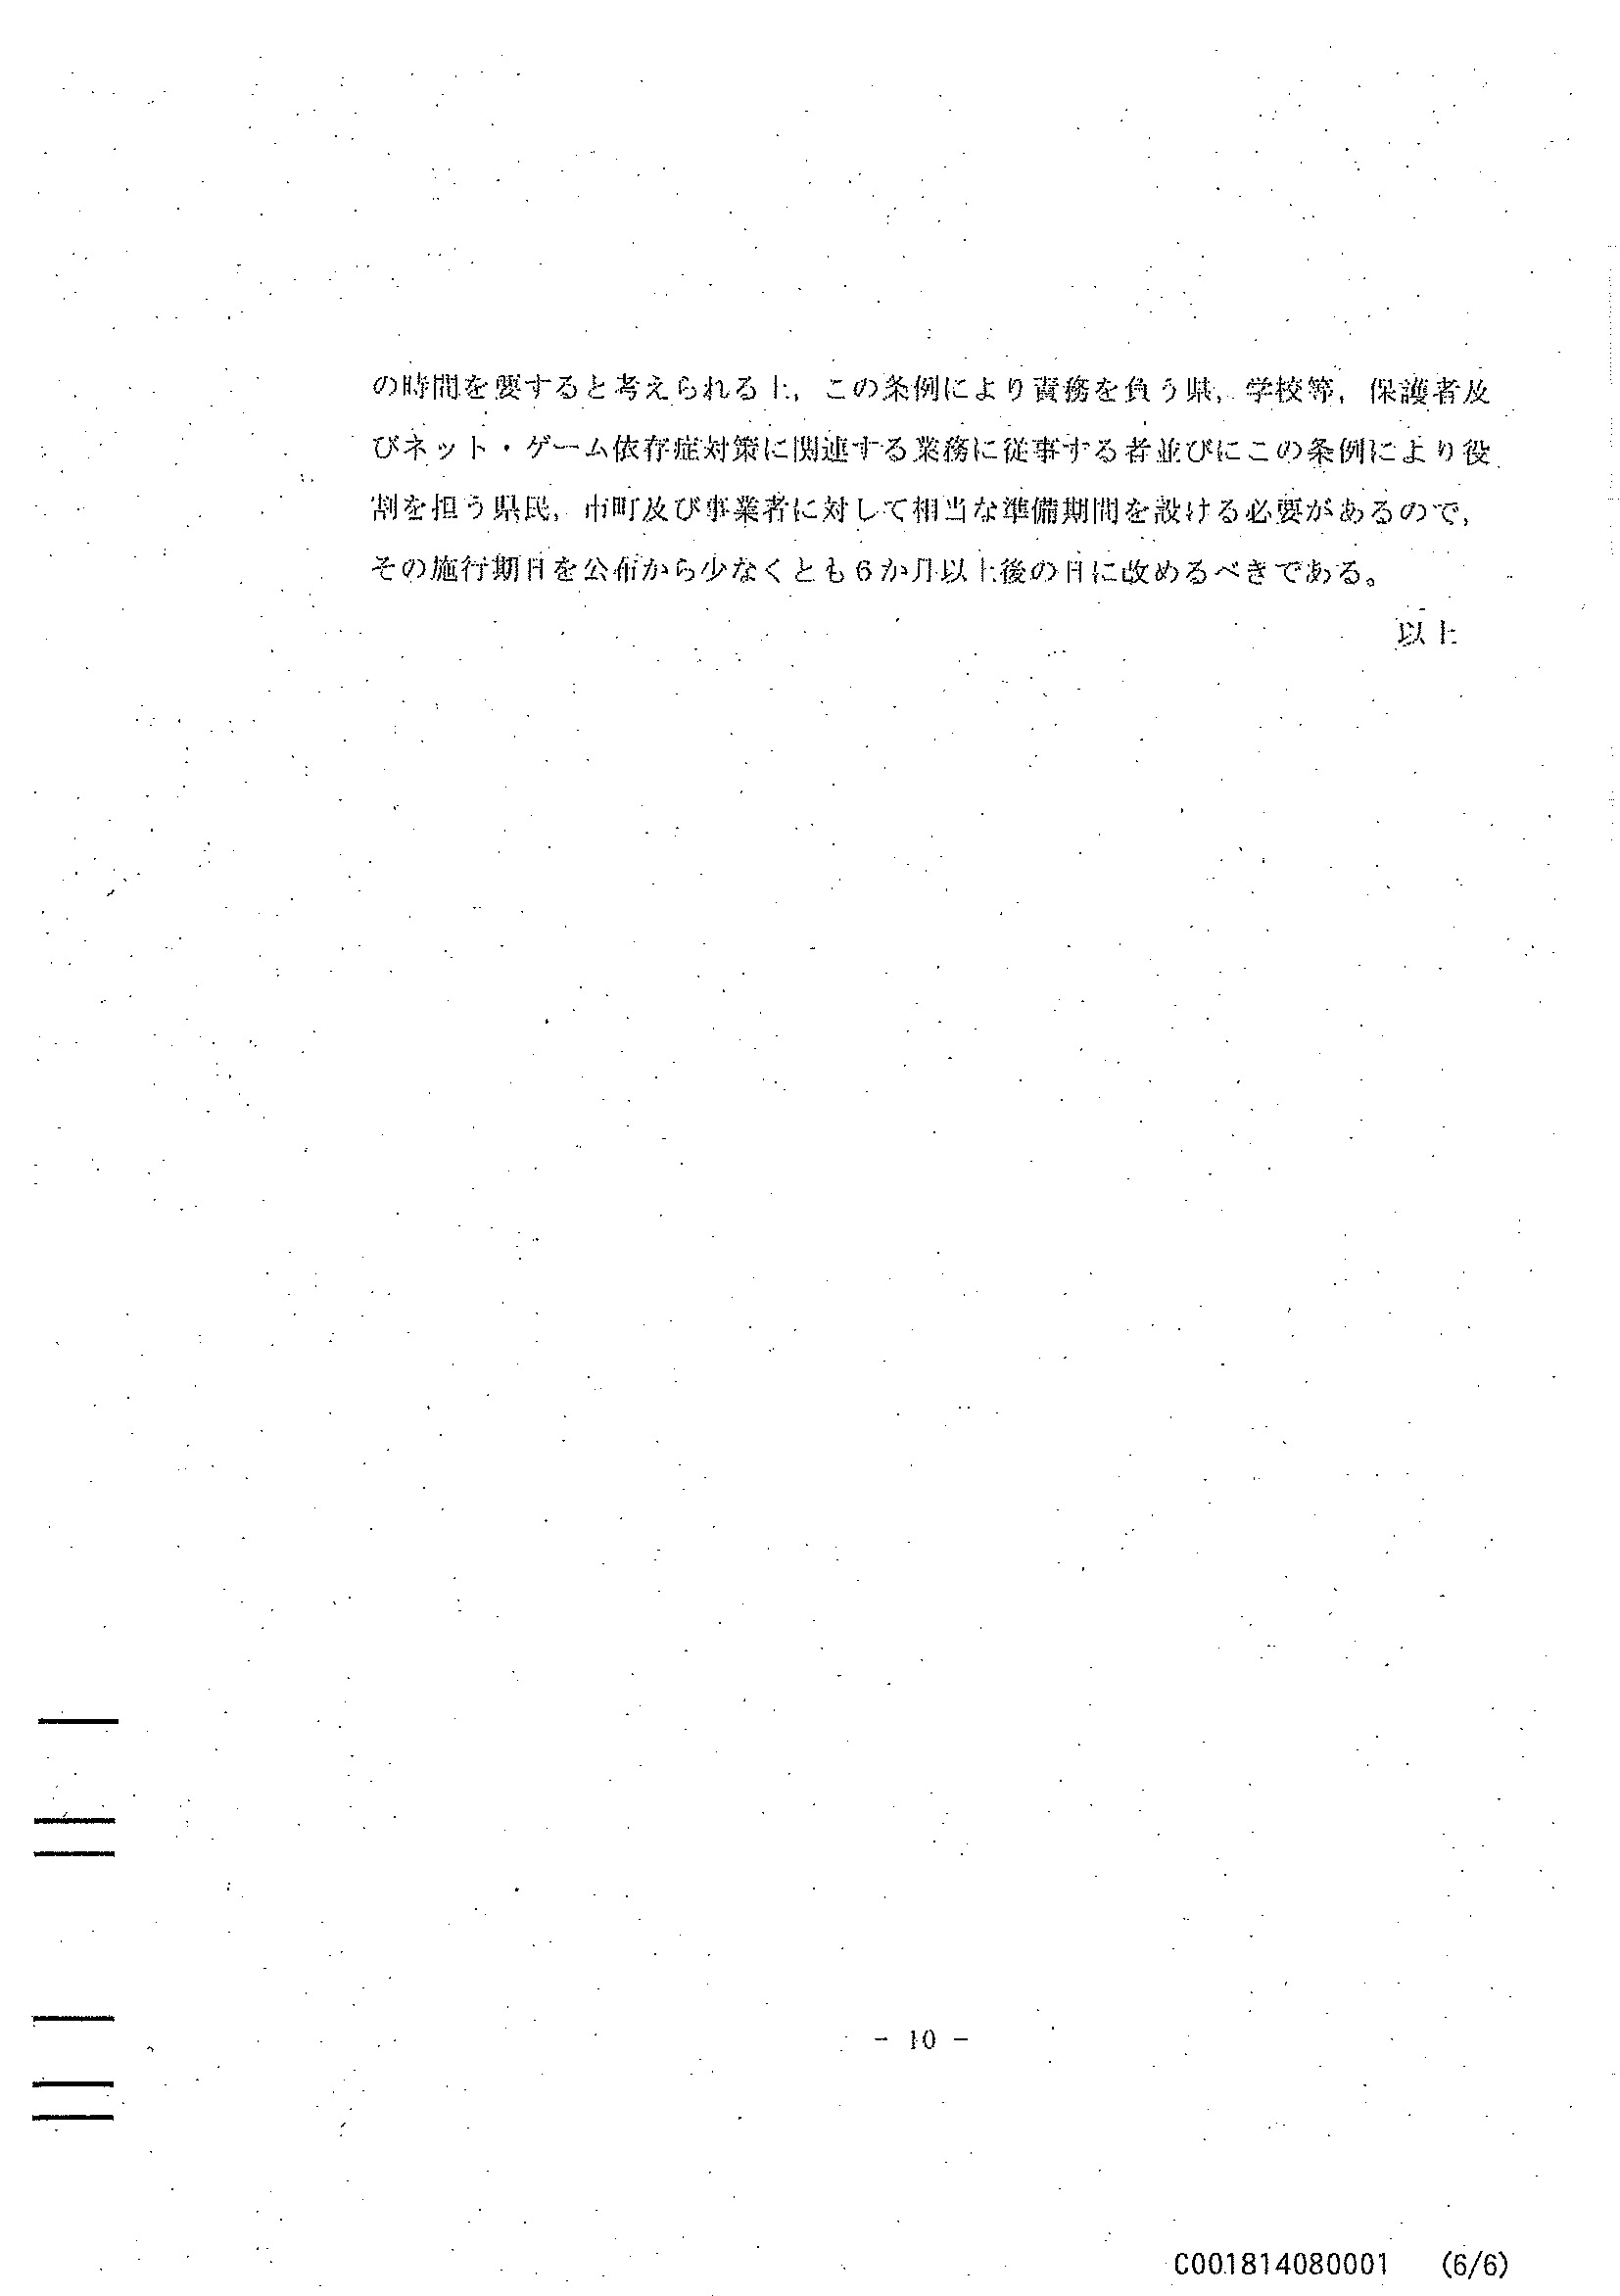 の時間を要すると考えられる上，この条例により責務を負う県，学校等，保護者及
びネット・ゲーム依存症対策に関連する業務に従事する者並びにこの条例により役
割を担う県民，市町及び事業者に対して相当な準備期間を設ける必要があるので，
その施行期日を公布から少なくとも６か月以上後の日に改めるべきである。
以上
- 10 -
C001814080001 (6/6)